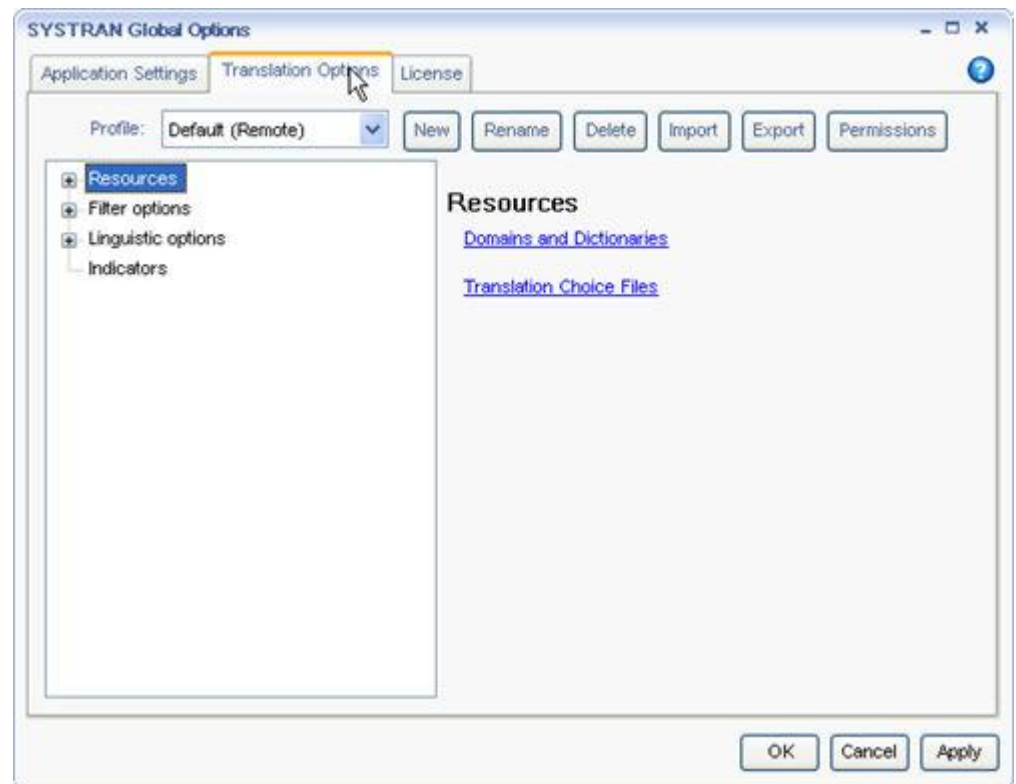 SYSTRAN Global Options
Application Settings Translation Options License
Profile: Default (Remote) New Rename Delete Import Export Permissions
Resources
Filter options
Linguistic options
Indicators
Resources
Domains and Dictionaries
Translation Choice Files
OK Cancel Apply